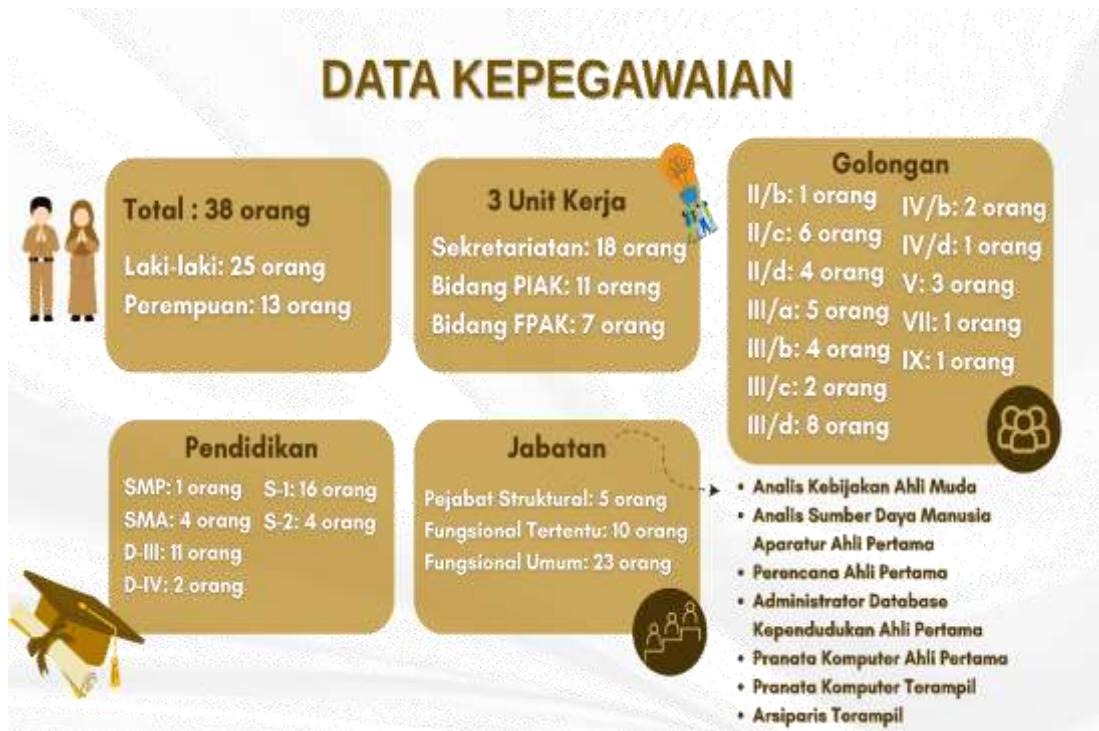 DATA KEPEGAWAIAN
Total : 38 orang
Laki-laki: 25 orang
Perempuan: 13 orang
3 Unit Kerja
Sekretariatan: 18 orang
Bidang PIAK: 11 orang
Bidang FPAK: 7 orang
Golongan
II/b: 1 orang
II/c: 6 orang
II/d: 4 orang
III/a: 5 orang
III/b: 4 orang
III/c: 2 orang
III/d: 8 orang
IV/b: 2 orang
IV/d: 1 orang
V: 3 orang
VII: 1 orang
IX: 1 orang
Pendidikan
SMP: 1 orang
SMA: 4 orang
D-III: 11 orang
D-IV: 2 orang
S-1: 16 orang
S-2: 4 orang
Jabatan
Pejabat Struktural: 5 orang
Fungsional Tertentu: 10 orang
Fungsional Umum: 23 orang
• Analis Kebijakan Ahli Muda
• Analis Sumber Daya Manusia
Aparatur Ahli Pertama
• Perencana Ahli Pertama
• Administrator Database
Kependudukan Ahli Pertama
• Pranata Komputer Ahli Pertama
• Pranata Komputer Terampil
• Arsiparis Terampil